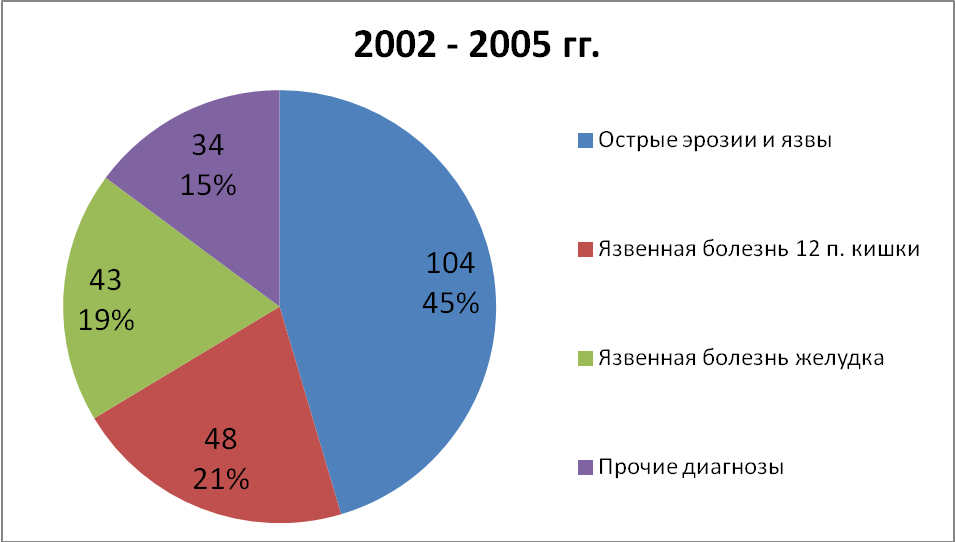 2002 - 2005 гг.
34
15%
104
45%
43
19%
48
21%
Острые эрозии и язвы
Язвенная болезнь 12 п. кишки
Язвенная болезнь желудка
Прочие диагнозы